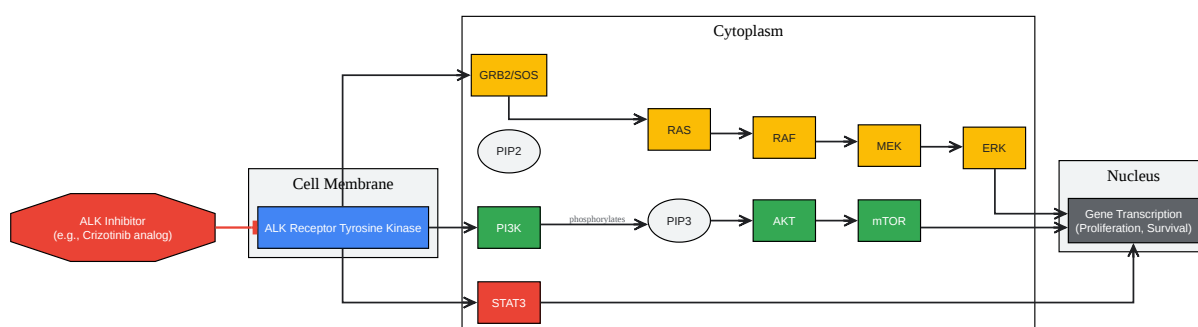 Cytoplasm
GRB2/SOS
RAS
RAF
MEK
ERK
PIP2
Cell Membrane
Nucleus
ALK Inhibitor
(e.g., Crizotinib analog)
ALK Receptor Tyrosine Kinase
PI3K
phosphorylates
PIP3
AKT
mTOR
Gene Transcription
(Proliferation, Survival)
STAT3